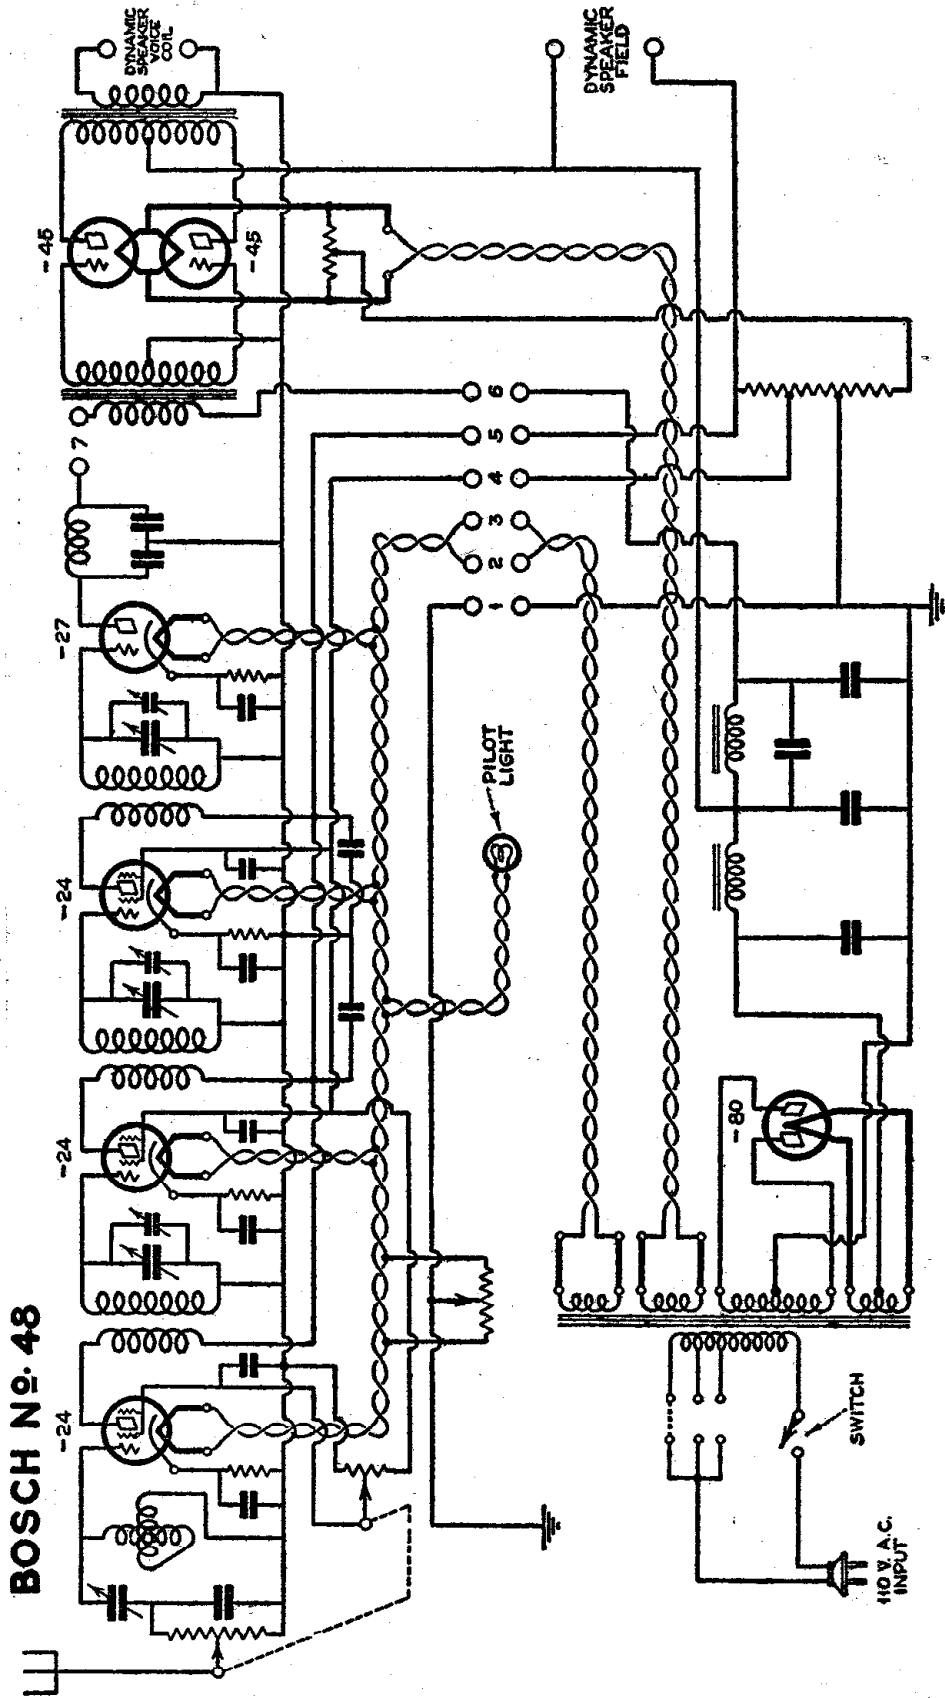 BOSCH No. 48
-24
-24
-24
-27
7
-45
-45
DYNAMIC
SPEAKER
VOICE
COIL
1
2
3
4
5
6
DYNAMIC
SPEAKER
FIELD
PILOT
LIGHT
-80
SWITCH
110 V. A.C.
INPUT